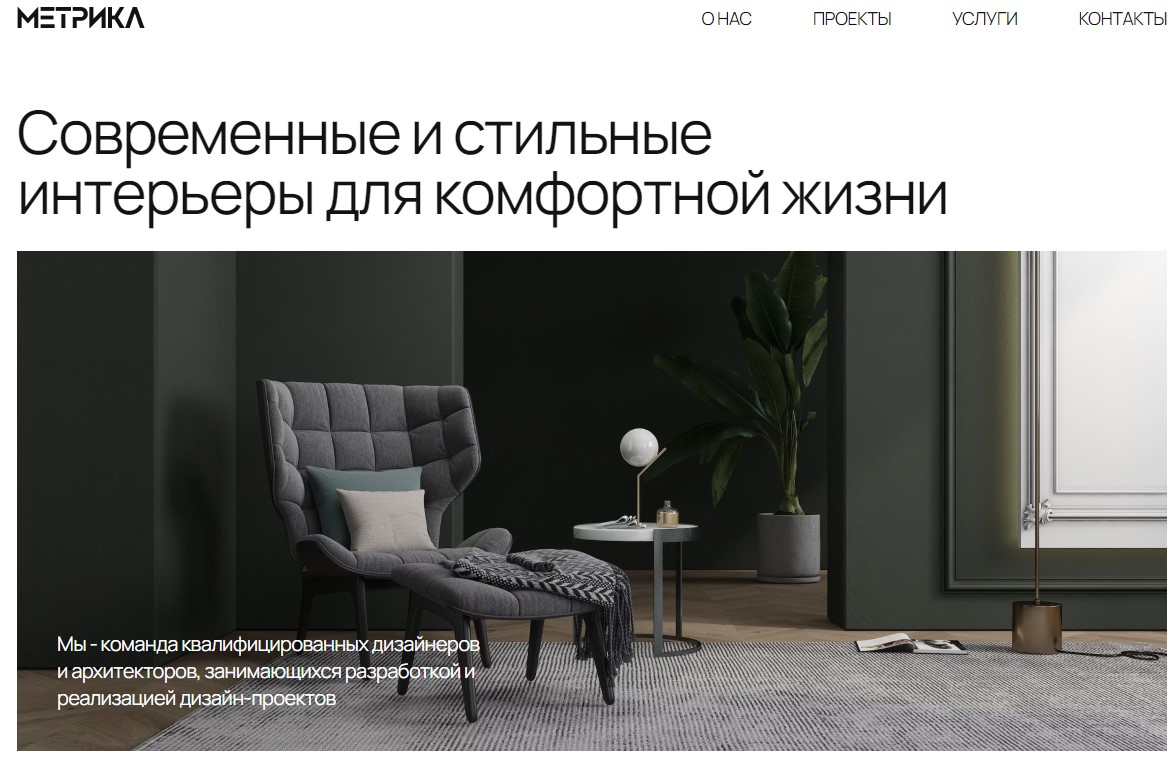 МЕТРИКА
О НАС ПРОЕКТЫ УСЛУГИ КОНТАКТЫ
Современные и стильные
интерьеры для комфортной жизни
Мы - команда квалифицированных дизайнеров
и архитекторов, занимающихся разработкой и
реализацией дизайн-проектов